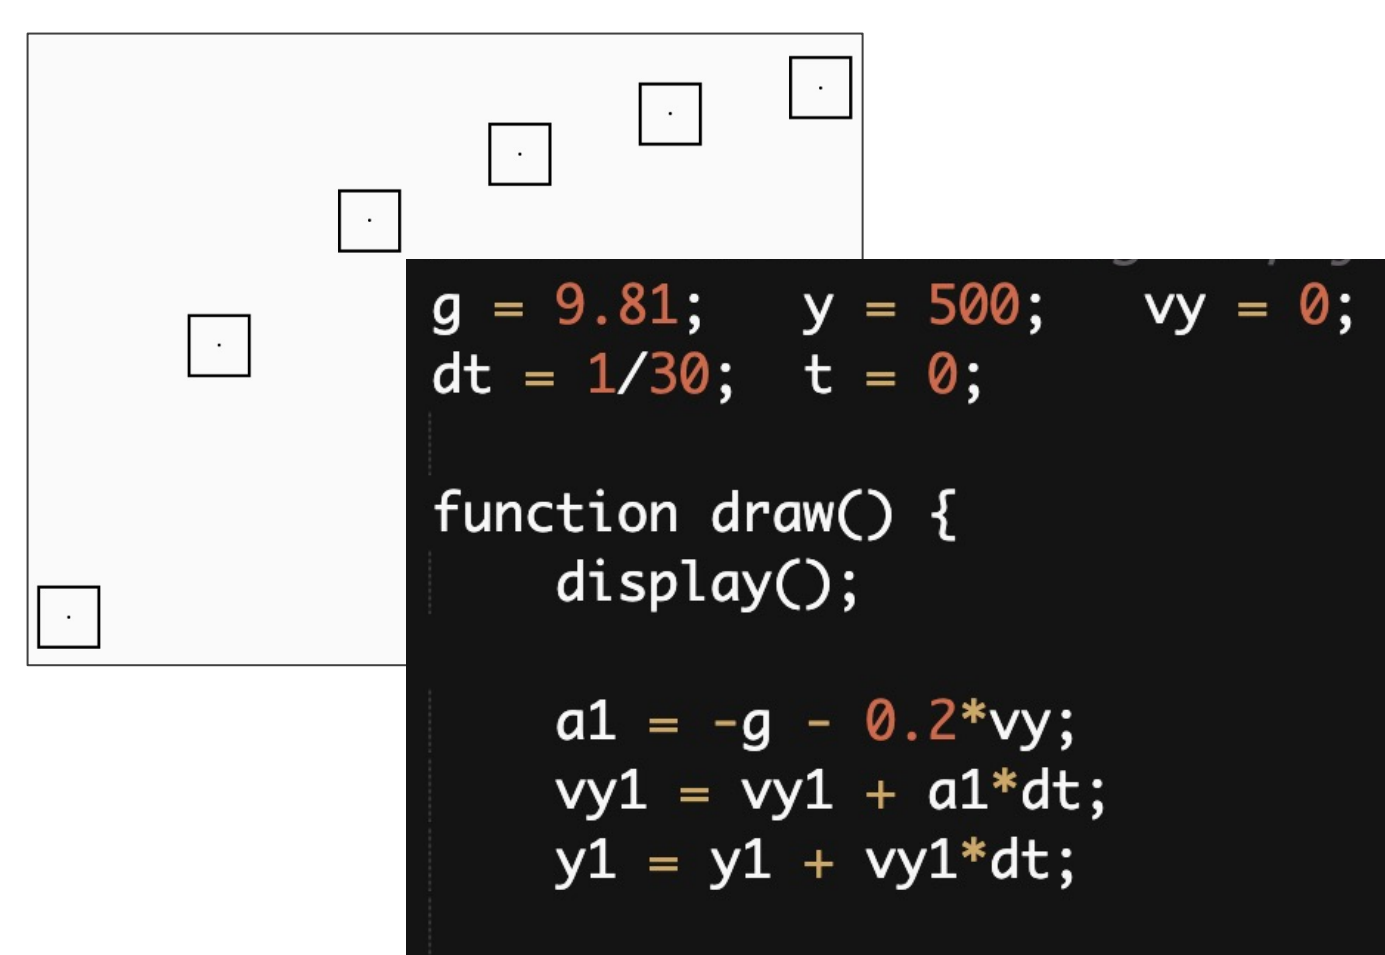 g = 9.81;   y = 500;   vy = 0;
dt = 1/30;  t = 0;
function draw() {
display();
a1 = -g - 0.2*vy;
vy1 = vy1 + a1*dt;
y1 = y1 + vy1*dt;